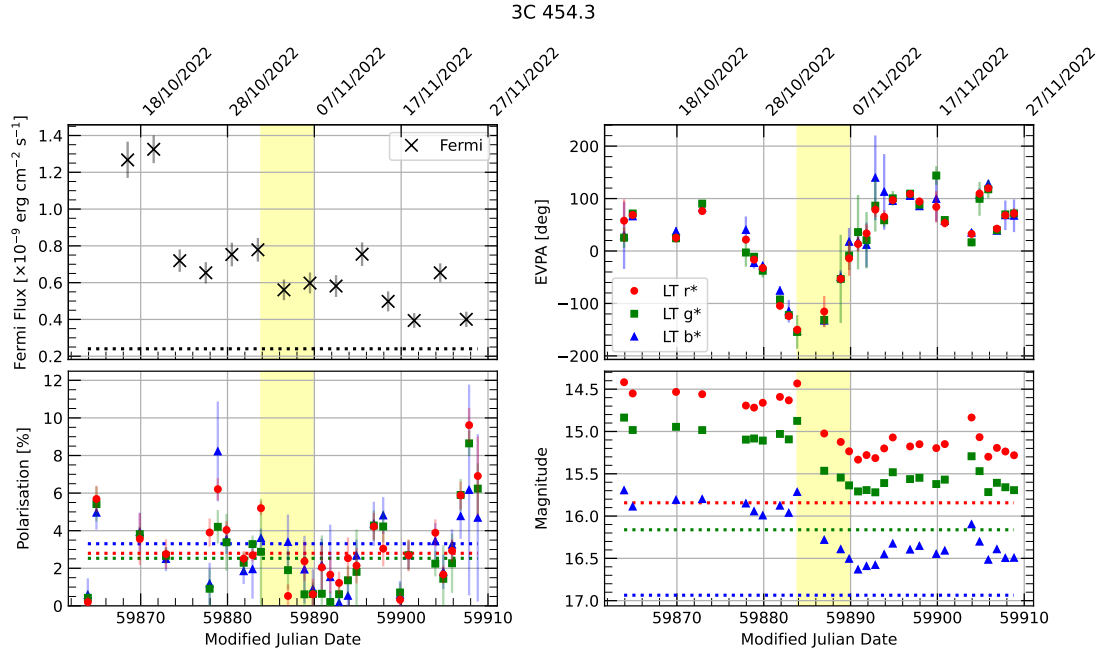 3C 454.3
18/10/2022 28/10/2022 07/11/2022 17/11/2022 27/11/2022
18/10/2022 28/10/2022 07/11/2022 17/11/2022 27/11/2022
Fermi Flux [×10⁻⁹ erg cm⁻² s⁻¹]
1.4
1.2
1.0
0.8
0.6
0.4
0.2
Fermi
EVPA [deg]
200
100
0
−100
−200
LT r*
LT g*
LT b*
Polarisation [%]
12
10
8
6
4
2
0
59870 59880 59890 59900 59910
Modified Julian Date
Magnitude
14.5
15.0
15.5
16.0
16.5
17.0
59870 59880 59890 59900 59910
Modified Julian Date